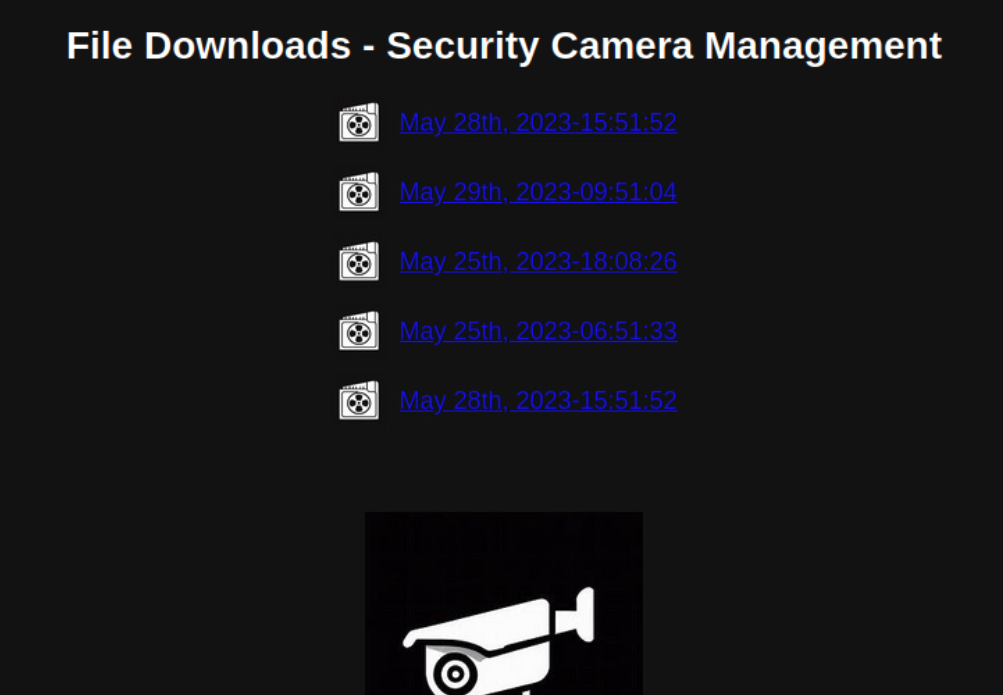 File Downloads - Security Camera Management
May 28th, 2023-15:51:52
May 29th, 2023-09:51:04
May 25th, 2023-18:08:26
May 25th, 2023-06:51:33
May 28th, 2023-15:51:52